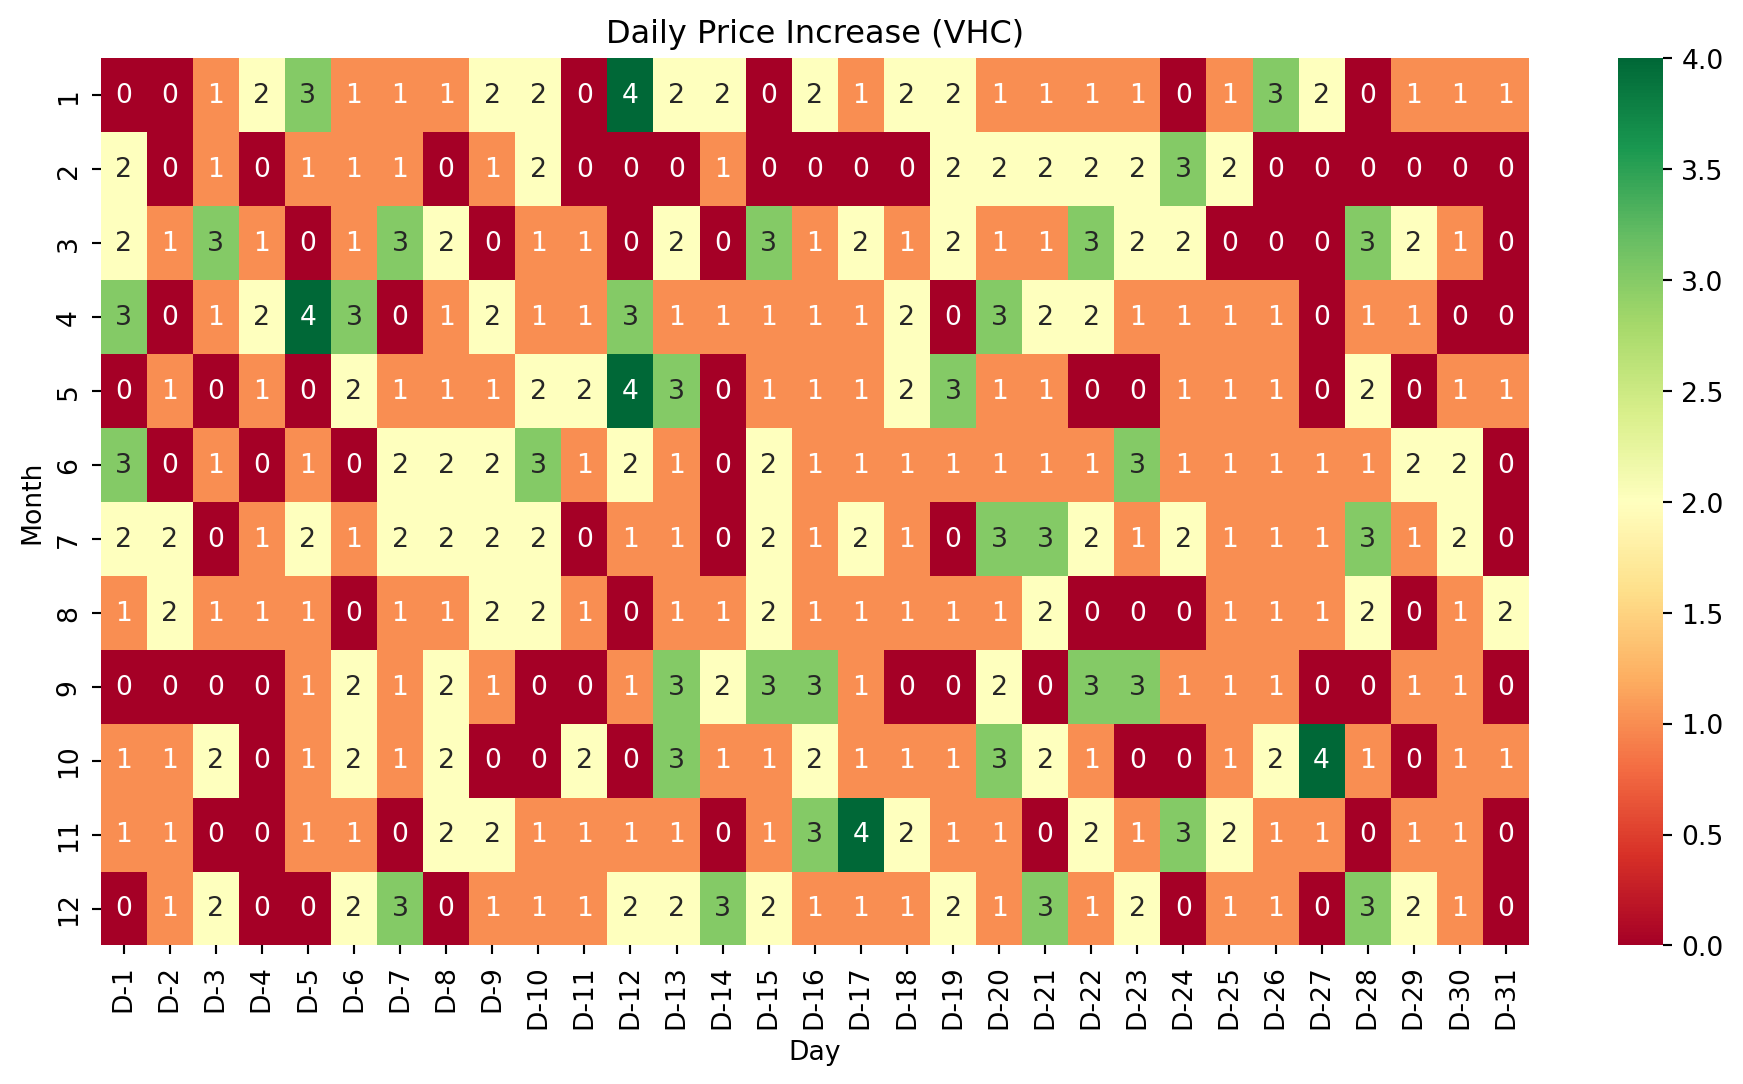 Daily Price Increase (VHC)
1 0 0 1 2 3 1 1 1 2 2 0 4 2 2 0 2 1 2 2 1 1 1 1 0 1 3 2 0 1 1 1
2 2 0 1 0 1 1 1 0 1 2 0 0 0 1 0 0 0 0 2 2 2 2 2 3 2 0 0 0 0 0 0
3 2 1 3 1 0 1 3 2 0 1 1 0 2 0 3 1 2 1 2 1 1 3 2 2 0 0 0 3 2 1 0
4 3 0 1 2 4 3 0 1 2 1 1 3 1 1 1 1 1 2 0 3 2 2 1 1 1 1 0 1 1 0 0
5 0 1 0 1 0 2 1 1 1 2 2 4 3 0 1 1 1 2 3 1 1 0 0 1 1 1 0 2 0 1 1
6 3 0 1 0 1 0 2 2 2 3 1 2 1 0 2 1 1 1 1 1 1 1 3 1 1 1 1 1 2 2 0
7 2 2 0 1 2 1 2 2 2 2 0 1 1 0 2 1 2 1 0 3 3 2 1 2 1 1 1 3 1 2 0
8 1 2 1 1 1 0 1 1 2 2 1 0 1 1 2 1 1 1 1 1 2 0 0 0 1 1 1 2 0 1 2
9 0 0 0 0 1 2 1 2 1 0 0 1 3 2 3 3 1 0 0 2 0 3 3 1 1 1 0 0 1 1 0
10 1 1 2 0 1 2 1 2 0 0 2 0 3 1 1 2 1 1 1 3 2 1 0 0 1 2 4 1 0 1 1
11 1 1 0 0 1 1 0 2 2 1 1 1 1 0 1 3 4 2 1 1 0 2 1 3 2 1 1 0 1 1 0
12 0 1 2 0 0 2 3 0 1 1 1 2 2 3 2 1 1 1 2 1 3 1 2 0 1 1 0 3 2 1 0
Month
D-1 D-2 D-3 D-4 D-5 D-6 D-7 D-8 D-9 D-10 D-11 D-12 D-13 D-14 D-15 D-16 D-17 D-18 D-19 D-20 D-21 D-22 D-23 D-24 D-25 D-26 D-27 D-28 D-29 D-30 D-31
Day
4.0
3.5
3.0
2.5
2.0
1.5
1.0
0.5
0.0